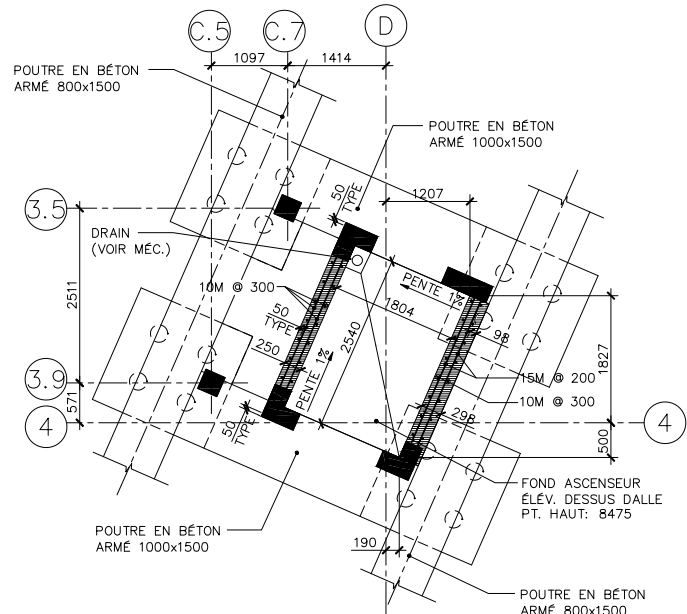 C.5
C.7
D
1097
1414
POUTRE EN BÉTON
ARMÉ 800x1500
POUTRE EN BÉTON
ARMÉ 1000x1500
1207
3.5
50
TYPE
DRAIN
(VOIR MÉC.)
10M @ 300
PENTE 1%
1804
2511
50
TYPE
2540
98
1827
250
PENTE 1%
15M @ 200
10M @ 300
3.9
571
298
4
4
50
TYPE
500
FOND ASCENSEUR
ÉLÉV. DESSUS DALLE
PT. HAUT: 8475
POUTRE EN BÉTON
ARMÉ 1000x1500
190
POUTRE EN BÉTON
ARMÉ 800x1500